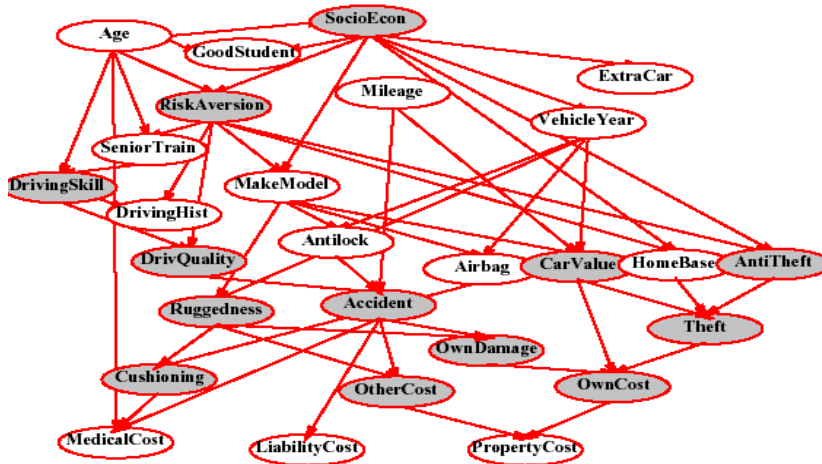 SocioEcon
Age
GoodStudent
ExtraCar
Mileage
RiskAversion
VehicleYear
SeniorTrain
DrivingSkill
MakeModel
DrivingHist
Antilock
DrivQuality
Airbag
CarValue
HomeBase
AntiTheft
Ruggedness
Accident
Theft
OwnDamage
Cushioning
OtherCost
OwnCost
MedicalCost
LiabilityCost
PropertyCost